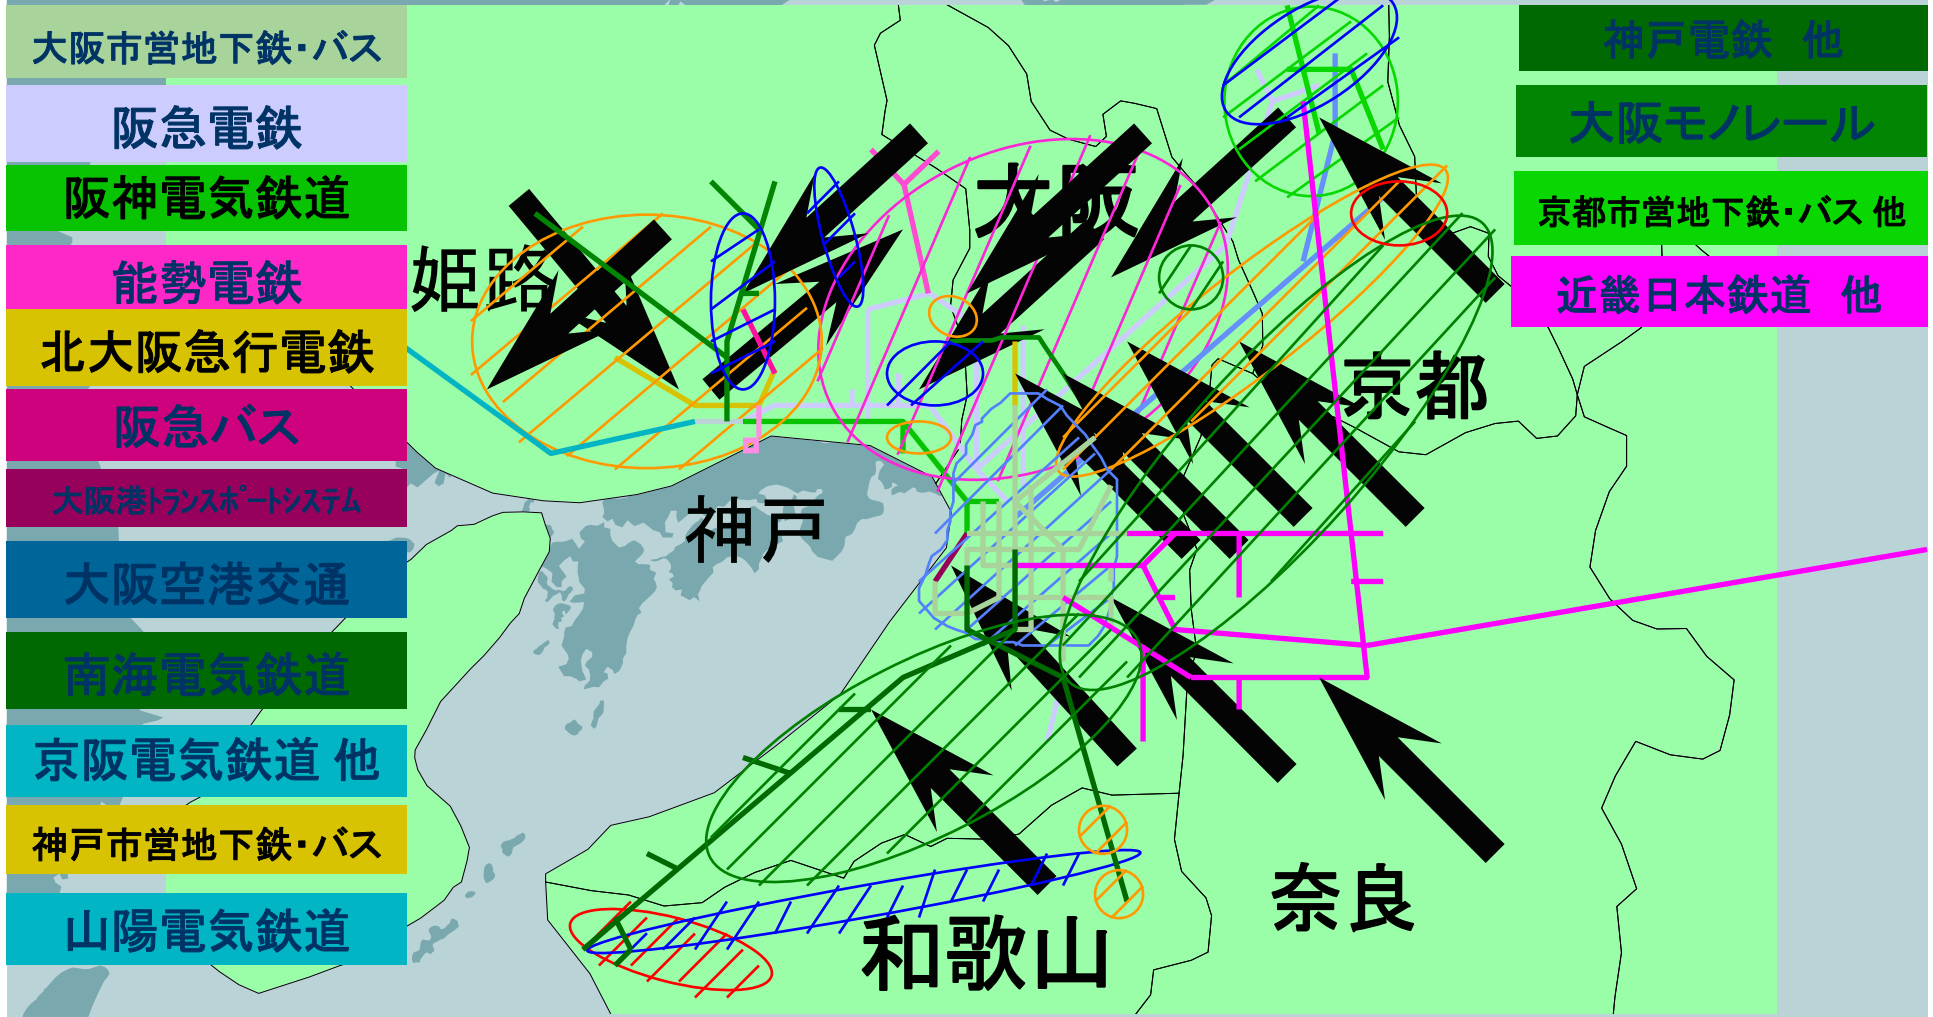 大阪市営地下鉄・バス
阪急電鉄
阪神電気鉄道
能勢電鉄
北大阪急行電鉄
阪急バス
大阪港トランスポートシステム
大阪空港交通
南海電気鉄道
京阪電気鉄道 他
神戸市営地下鉄・バス
山陽電気鉄道
姫路
大阪
京都
神戸
奈良
和歌山
神戸電鉄 他
大阪モノレール
京都市営地下鉄・バス 他
近畿日本鉄道 他